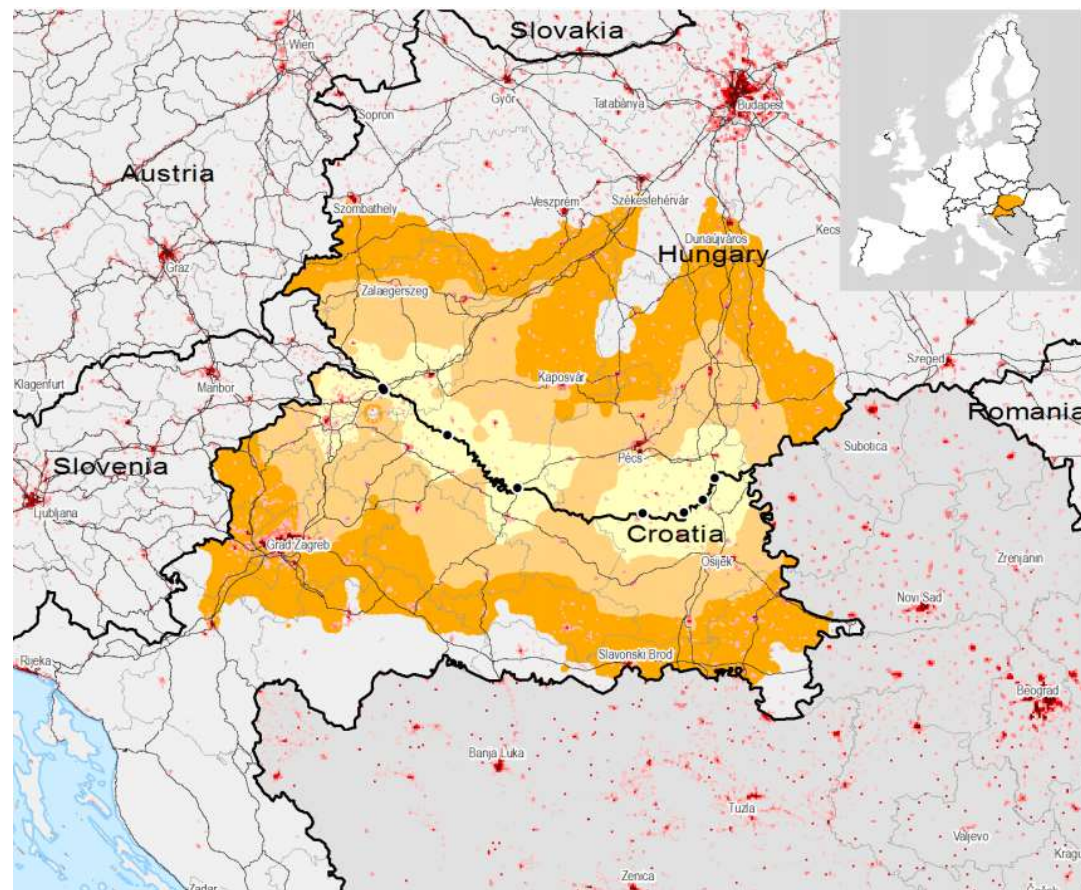 Slovakia
Wien
Győr
Tatabánya
Budapest
Sopron
Austria
Szombathely
Veszprém
Székesfehérvár
Kecs
Dunaújváros
Hungary
Graz
Zalaegerszeg
Szeged
Klagenfurt
Maribor
Kaposvár
Romania
Subotica
Slovenia
Pécs
Ljubljana
Croatia
Grad Zagreb
Osijek
Zrenjanin
Novi Sad
Slavonski Brod
Rijeka
Beograd
Banja Luka
Tuzla
Valjevo
Kragu
Zenica
Zadar